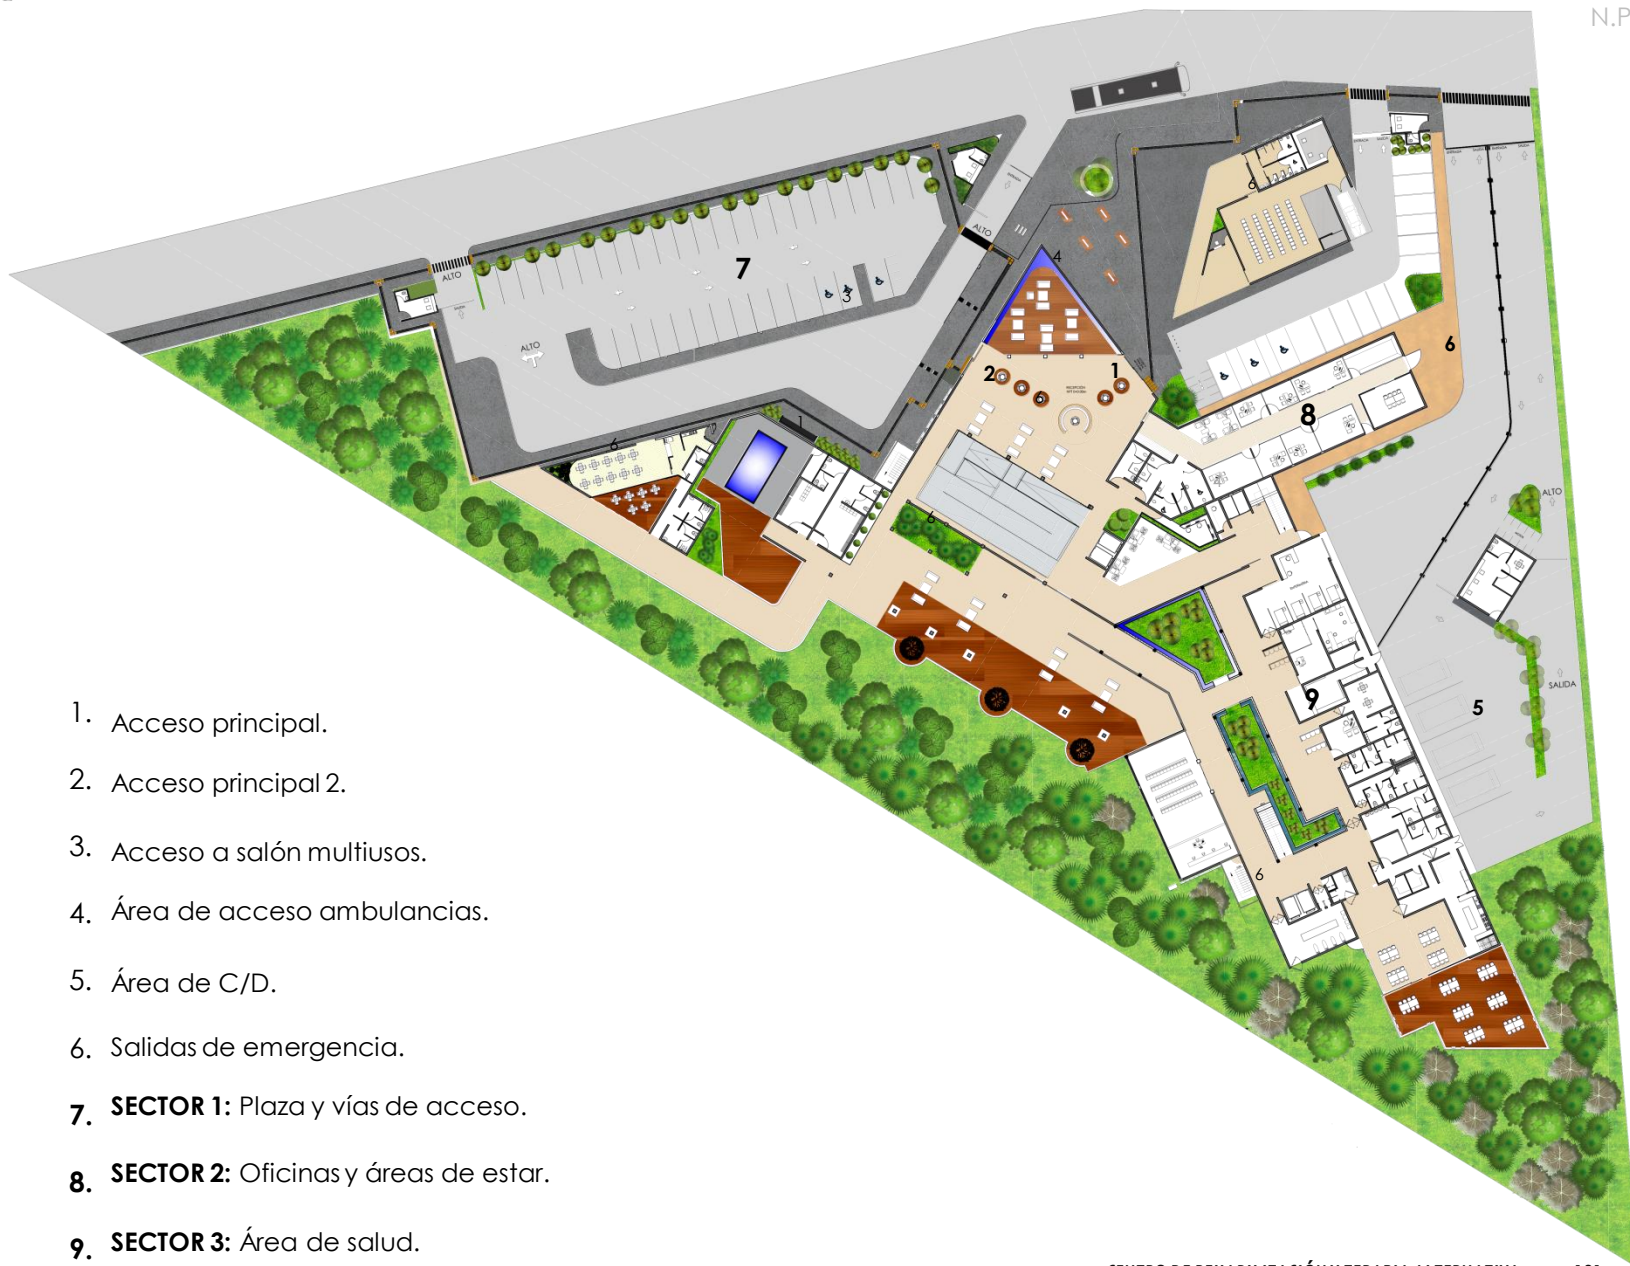 N.P
ALTO
ALTO
ALTO
7
3
4
6
6
2
1
6
8
1
6
6
6
ALTO
SALIDA
9
5
6
1. Acceso principal.
2. Acceso principal 2.
3. Acceso a salón multiusos.
4. Área de acceso ambulancias.
5. Área de C/D.
6. Salidas de emergencia.
7. SECTOR 1: Plaza y vías de acceso.
8. SECTOR 2: Oficinas y áreas de estar.
9. SECTOR 3: Área de salud.